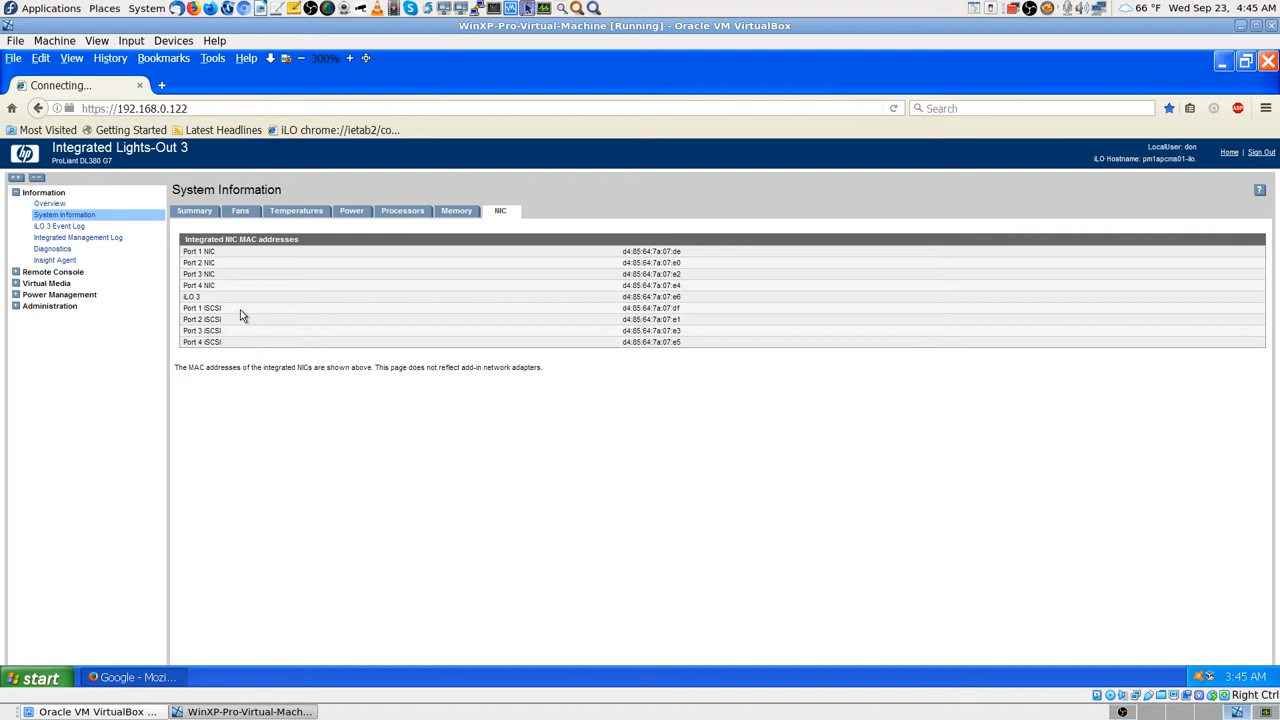 Applications Places System 66 °F Wed Sep 23, 4:45 AM
WinXP-Pro-Virtual-Machine [Running] - Oracle VM VirtualBox
File Machine View Input Devices Help
File Edit View History Bookmarks Tools Help 300%
Connecting...
https://192.168.0.122 Search
Most Visited Getting Started Latest Headlines iLO chrome://ietab2/co...
hp Integrated Lights-Out 3
ProLiant DL380 G7
LocalUser: don
iLO Hostname: pm1apcms01-ilo.
Home | Sign Out
Information
Overview
System Information
iLO 3 Event Log
Integrated Management Log
Diagnostics
Insight Agent
Remote Console
Virtual Media
Power Management
Administration
System Information
Summary Fans Temperatures Power Processors Memory NIC
Integrated NIC MAC addresses
Port 1 NIC d4:85:64:7a:07:de
Port 2 NIC d4:85:64:7a:07:e0
Port 3 NIC d4:85:64:7a:07:e2
Port 4 NIC d4:85:64:7a:07:e4
iLO 3 d4:85:64:7a:07:e6
Port 1 iSCSI d4:85:64:7a:07:df
Port 2 iSCSI d4:85:64:7a:07:e1
Port 3 iSCSI d4:85:64:7a:07:e3
Port 4 iSCSI d4:85:64:7a:07:e5
The MAC addresses of the integrated NICs are shown above. This page does not reflect add-in network adapters.
start Google - Mozi... 3:45 AM
Right Ctrl
Oracle VM VirtualBox ... WinXP-Pro-Virtual-Mach...